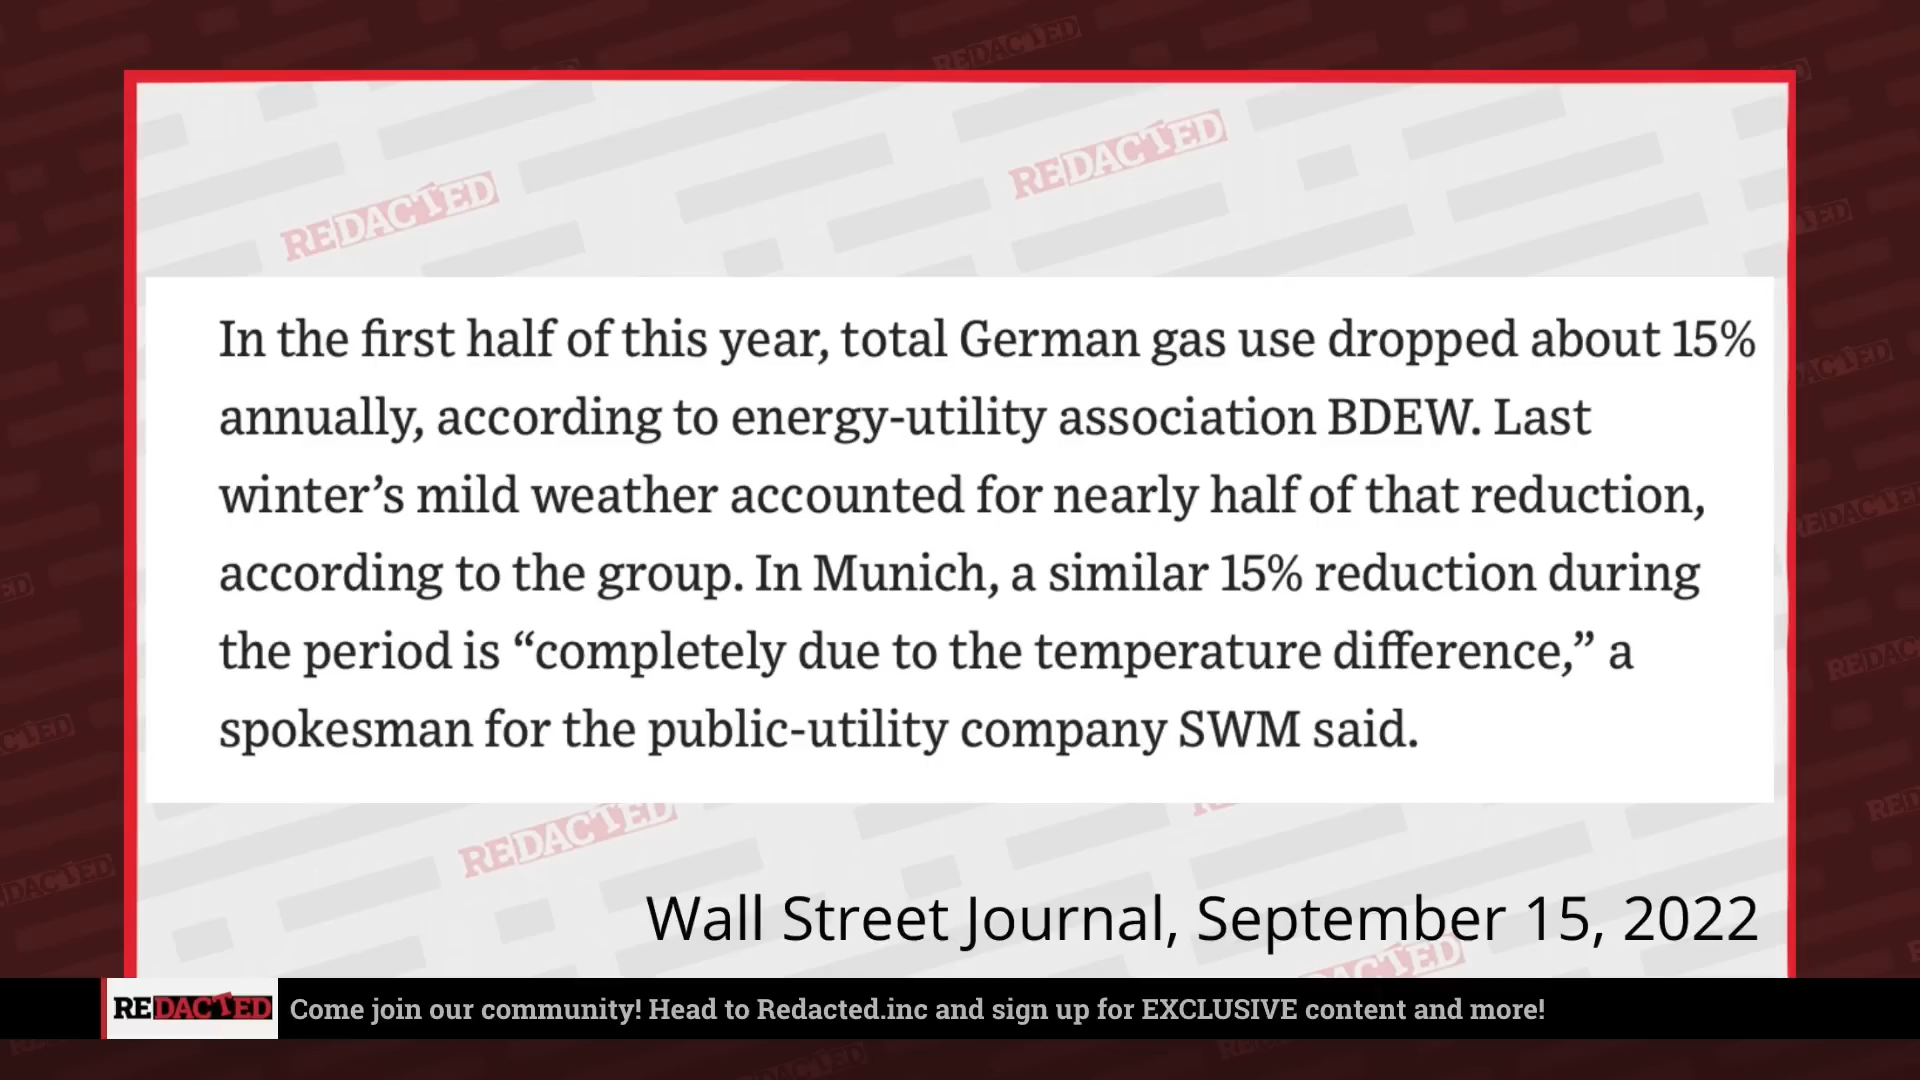 REDACTED
REDACTED
REDACTED
In the first half of this year, total German gas use dropped about 15%
annually, according to energy-utility association BDEW. Last
winter’s mild weather accounted for nearly half of that reduction,
according to the group. In Munich, a similar 15% reduction during
the period is “completely due to the temperature difference,” a
spokesman for the public-utility company SWM said.
REDACTED
Wall Street Journal, September 15, 2022
REDACTED Come join our community! Head to Redacted.inc and sign up for EXCLUSIVE content and more!